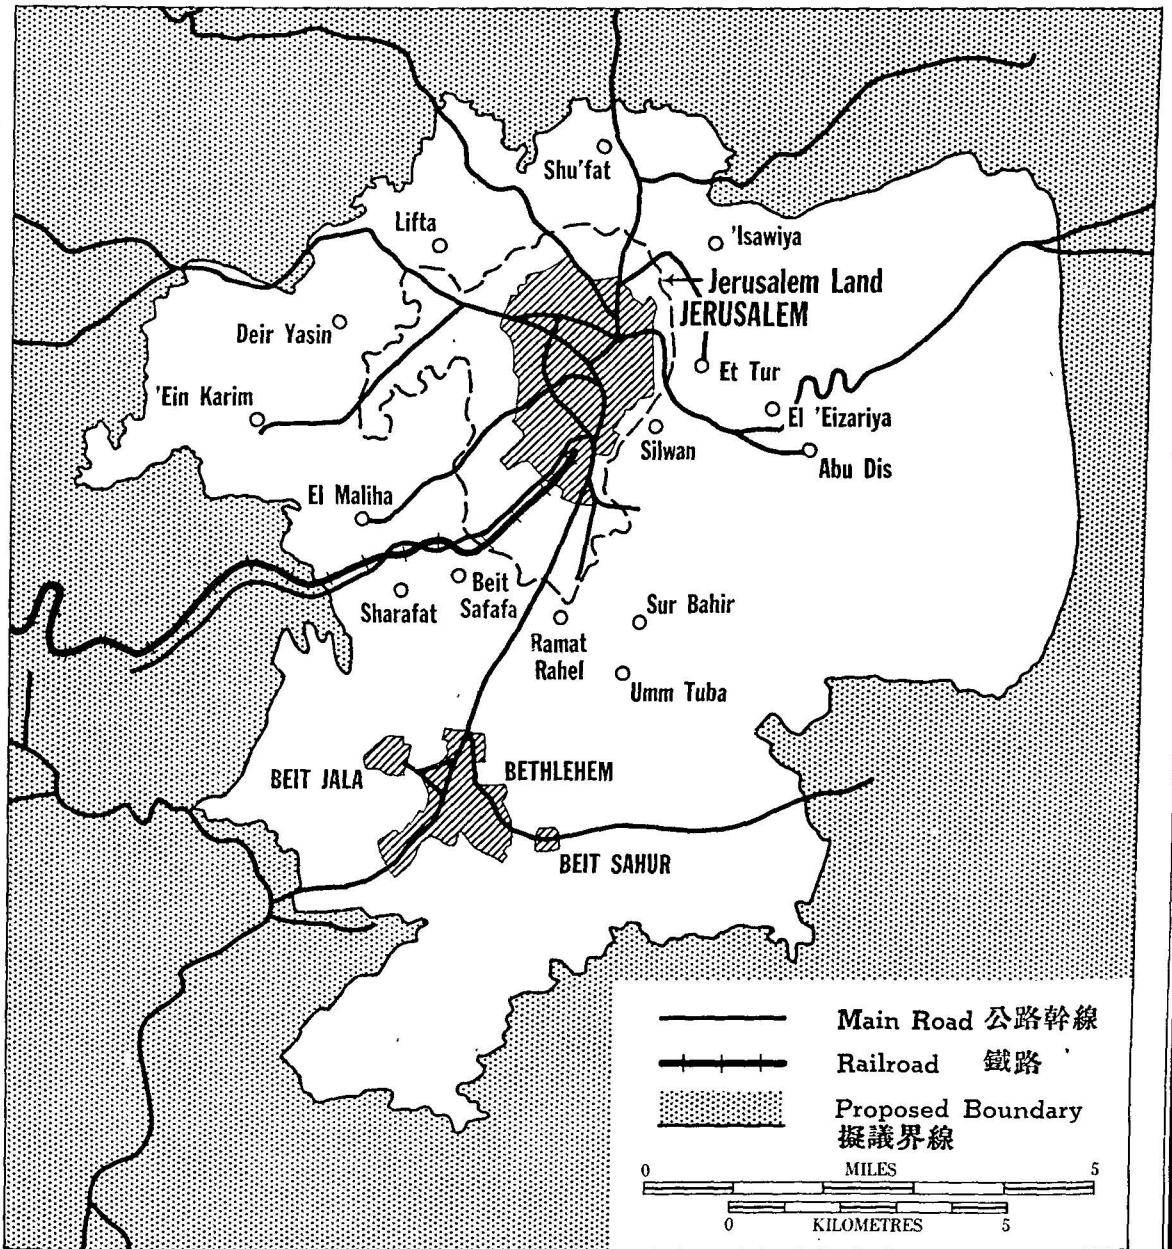 Shu'fat
Lifta
'Isawiya
Jerusalem Land
JERUSALEM
Deir Yasin
Et Tur
'Ein Karim
El 'Eizariya
Silwan
Abu Dis
El Maliha
Beit
Safafa
Sharafat
Sur Bahir
Ramat
Rahel
Umm Tuba
BEIT JALA
BETHLEHEM
BEIT SAHUR
Main Road 公路幹線
Railroad 鐵路
Proposed Boundary
擬議界線
0 MILES 5
0 KILOMETRES 5